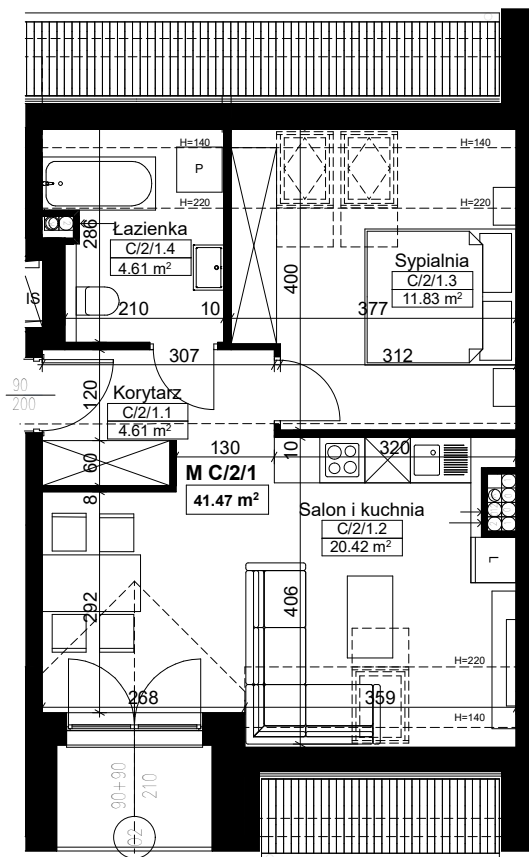 H=140
H=140
P
H=220
H=220
286
Łazienka
C/2/1.4
4.61 m²
400
Sypialnia
C/2/1.3
11.83 m²
IS
210
10
377
307
312
90
200
120
Korytarz
C/2/1.1
4.61 m²
60
130
10
320
M C/2/1
41.47 m²
8
Salon i kuchnia
C/2/1.2
20.42 m²
L
292
406
H=220
268
359
H=140
90+90
210
02